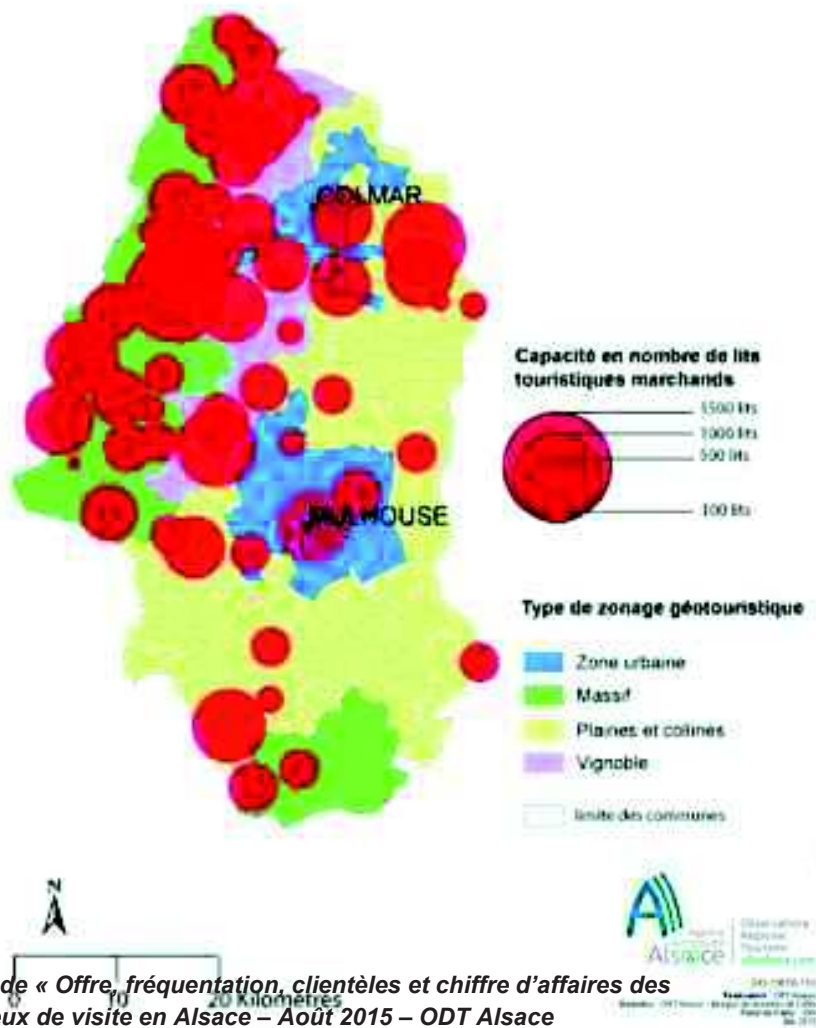 COLMAR
MULHOUSE
Capacité en nombre de lits
touristiques marchands
1500 lits
1000 lits
500 lits
100 lits
Type de zonage géotouristique
Zone urbaine
Massif
Plaines et colines
Vignoble
limite des communes
N
0 10 20 Kilomètres
Alsace
de « Offre, fréquentation, clientèles et chiffre d’affaires des
eux de visite en Alsace – Août 2015 – ODT Alsace